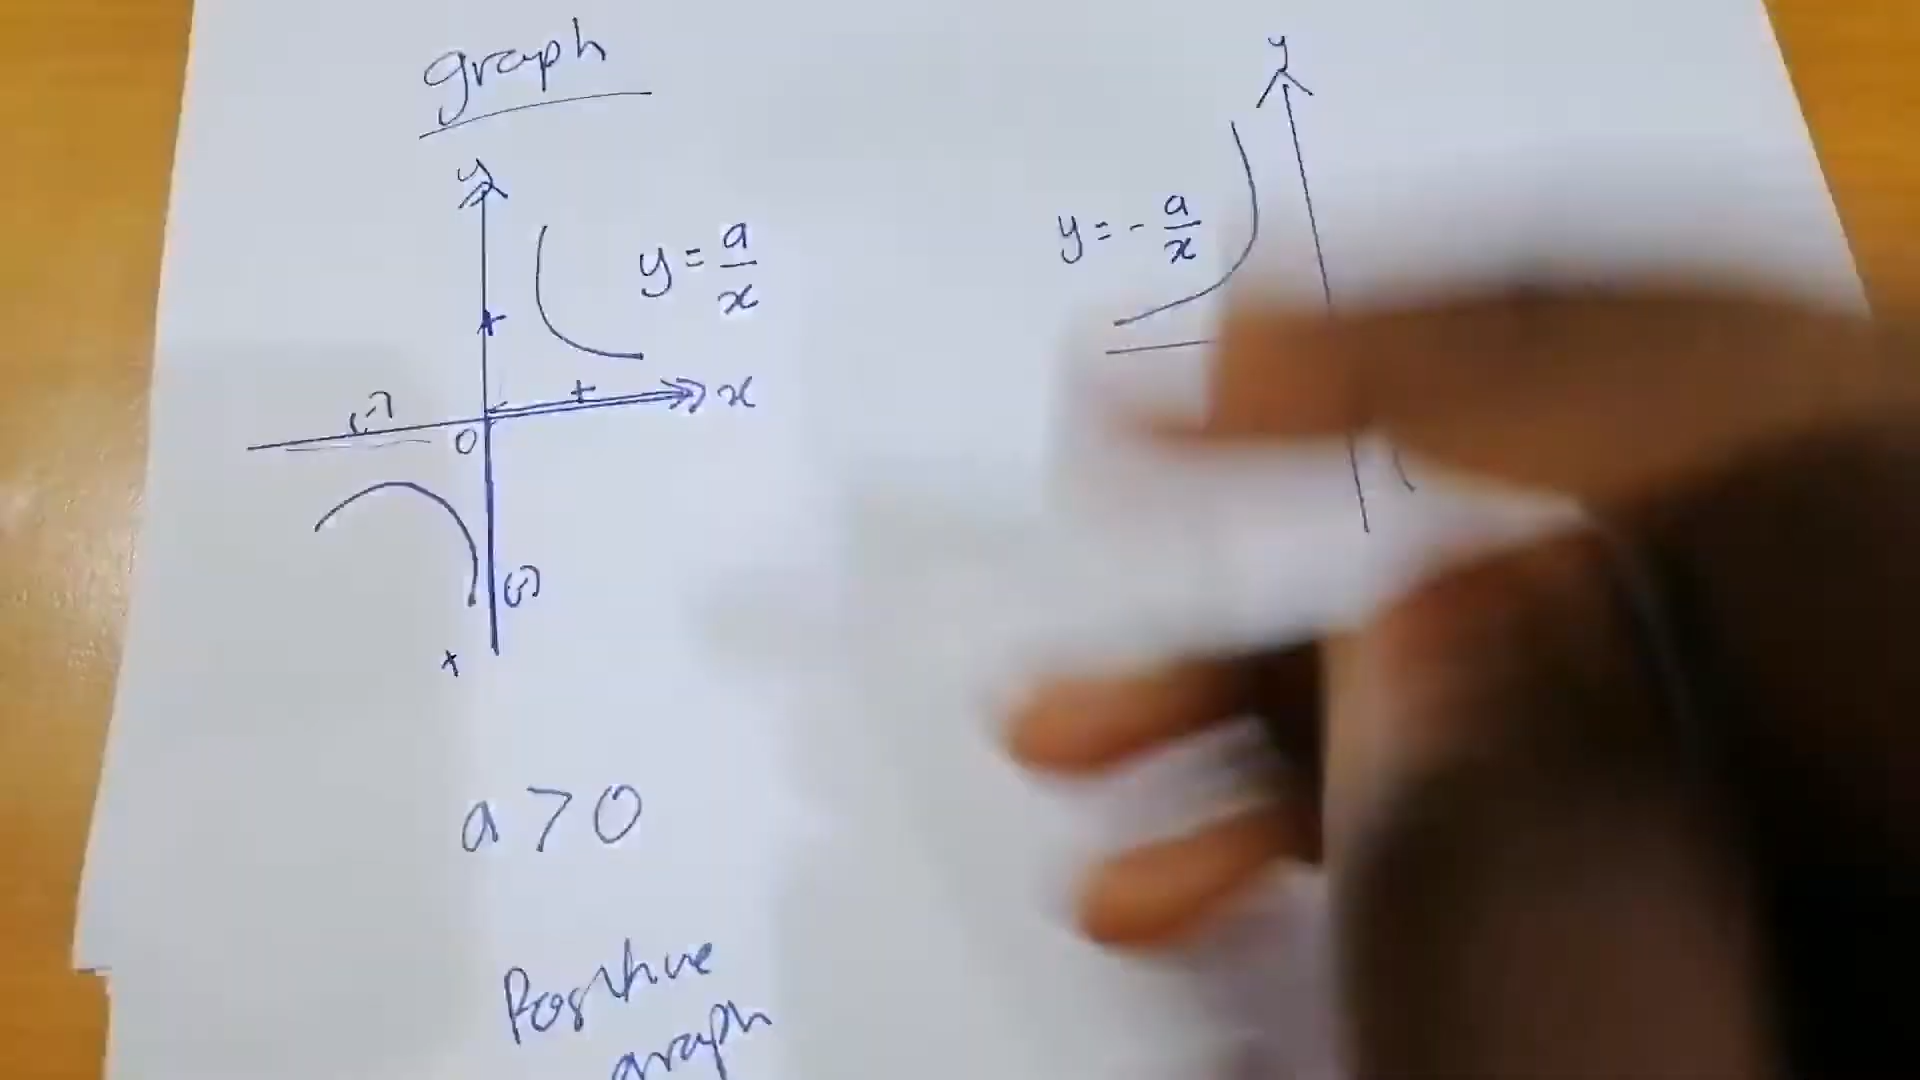 graph
y
y = a/x
+
+
x
(-)
0
(-)
+
a > 0
Positive
graph
y
y = - a/x